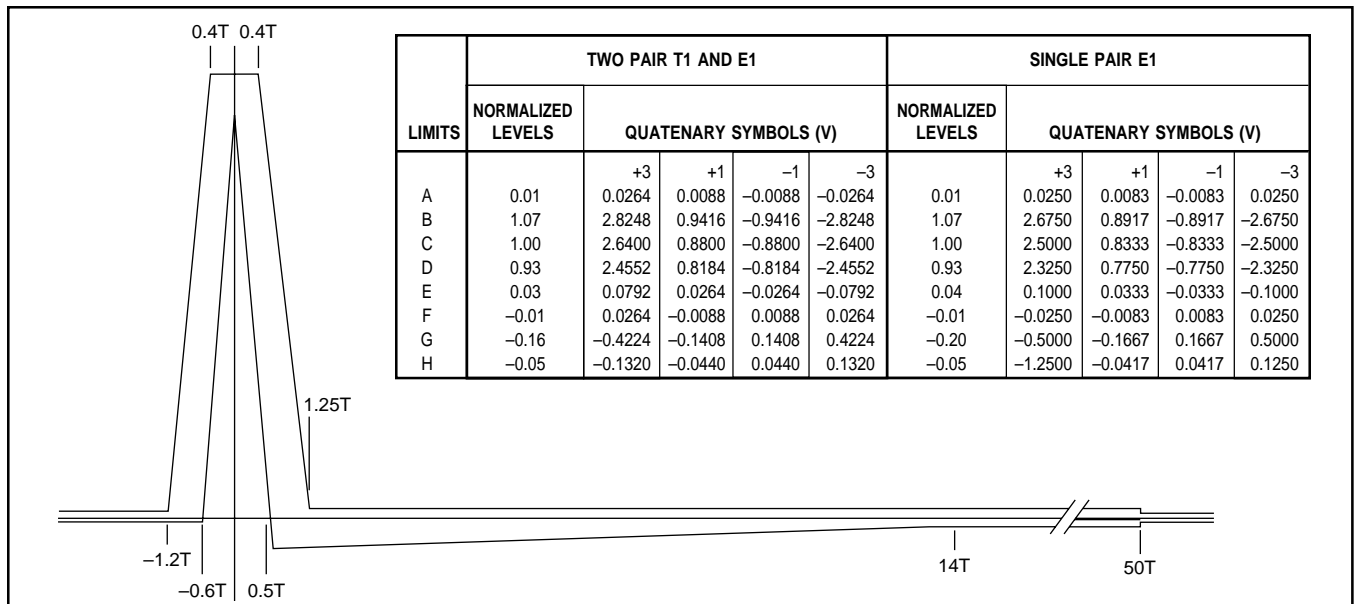 0.4T 0.4T
TWO PAIR T1 AND E1 SINGLE PAIR E1
LIMITS NORMALIZED LEVELS QUATENARY SYMBOLS (V) NORMALIZED LEVELS QUATENARY SYMBOLS (V)
+3 +1 –1 –3 +3 +1 –1 –3
A 0.01 0.0264 0.0088 –0.0088 –0.0264 0.01 0.0250 0.0083 –0.0083 0.0250
B 1.07 2.8248 0.9416 –0.9416 –2.8248 1.07 2.6750 0.8917 –0.8917 –2.6750
C 1.00 2.6400 0.8800 –0.8800 –2.6400 1.00 2.5000 0.8333 –0.8333 –2.5000
D 0.93 2.4552 0.8184 –0.8184 –2.4552 0.93 2.3250 0.7750 –0.7750 –2.3250
E 0.03 0.0792 0.0264 –0.0264 –0.0792 0.04 0.1000 0.0333 –0.0333 –0.1000
F –0.01 0.0264 –0.0088 0.0088 0.0264 –0.01 –0.0250 –0.0083 0.0083 0.0250
G –0.16 –0.4224 –0.1408 0.1408 0.4224 –0.20 –0.5000 –0.1667 0.1667 0.5000
H –0.05 –0.1320 –0.0440 0.0440 0.1320 –0.05 –1.2500 –0.0417 0.0417 0.1250
1.25T
–1.2T
14T
50T
–0.6T
0.5T